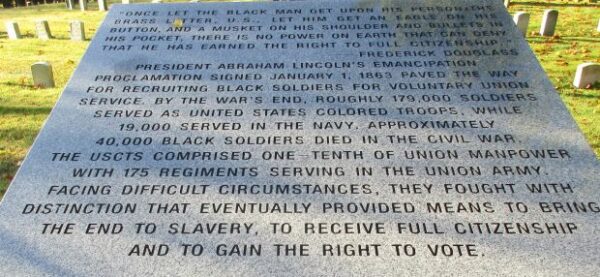 "ONCE LET THE BLACK MAN GET UPON HIS PERSON THE
BRASS LETTER, U.S., LET HIM GET AN EAGLE ON HIS
BUTTON, AND A MUSKET ON HIS SHOULDER AND BULLETS IN
HIS POCKET, THERE IS NO POWER ON EARTH THAT CAN DENY
THAT HE HAS EARNED THE RIGHT TO FULL CITIZENSHIP."
FREDERICK DOUGLASS
PRESIDENT ABRAHAM LINCOLN'S EMANCIPATION
PROCLAMATION SIGNED JANUARY 1, 1863 PAVED THE WAY
FOR RECRUITING BLACK SOLDIERS FOR VOLUNTARY UNION
SERVICE. BY THE WAR'S END, ROUGHLY 179,000 SOLDIERS
SERVED AS UNITED STATES COLORED TROOPS, WHILE
19,000 SERVED IN THE NAVY. APPROXIMATELY
40,000 BLACK SOLDIERS DIED IN THE CIVIL WAR.
THE USCTS COMPRISED ONE-TENTH OF UNION MANPOWER
WITH 175 REGIMENTS SERVING IN THE UNION ARMY.
FACING DIFFICULT CIRCUMSTANCES, THEY FOUGHT WITH
DISTINCTION THAT EVENTUALLY PROVIDED MEANS TO BRING
THE END TO SLAVERY, TO RECEIVE FULL CITIZENSHIP
AND TO GAIN THE RIGHT TO VOTE.